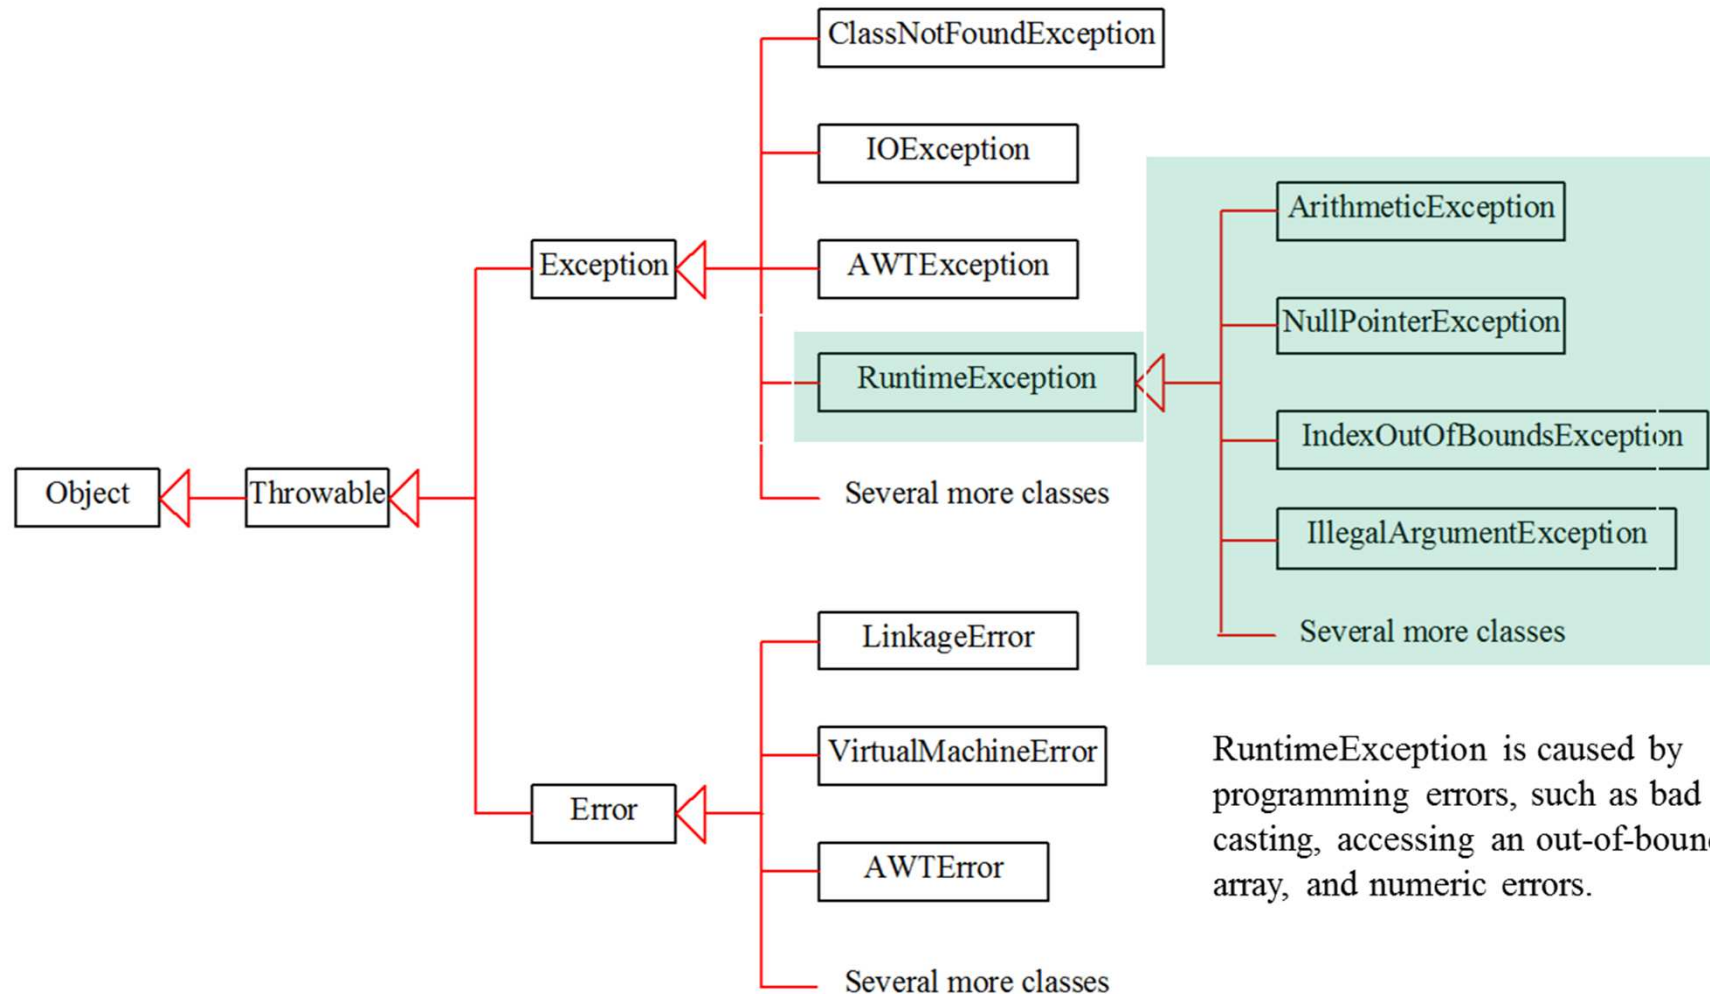 ClassNotFoundException
IOException
AWTException
RuntimeException
Several more classes
ArithmeticException
NullPointerException
IndexOutOfBoundsException
IllegalArgumentException
Several more classes
Exception
Object
Throwable
Error
LinkageError
VirtualMachineError
AWTError
Several more classes
RuntimeException is caused by
programming errors, such as bad
casting, accessing an out-of-bound
array, and numeric errors.